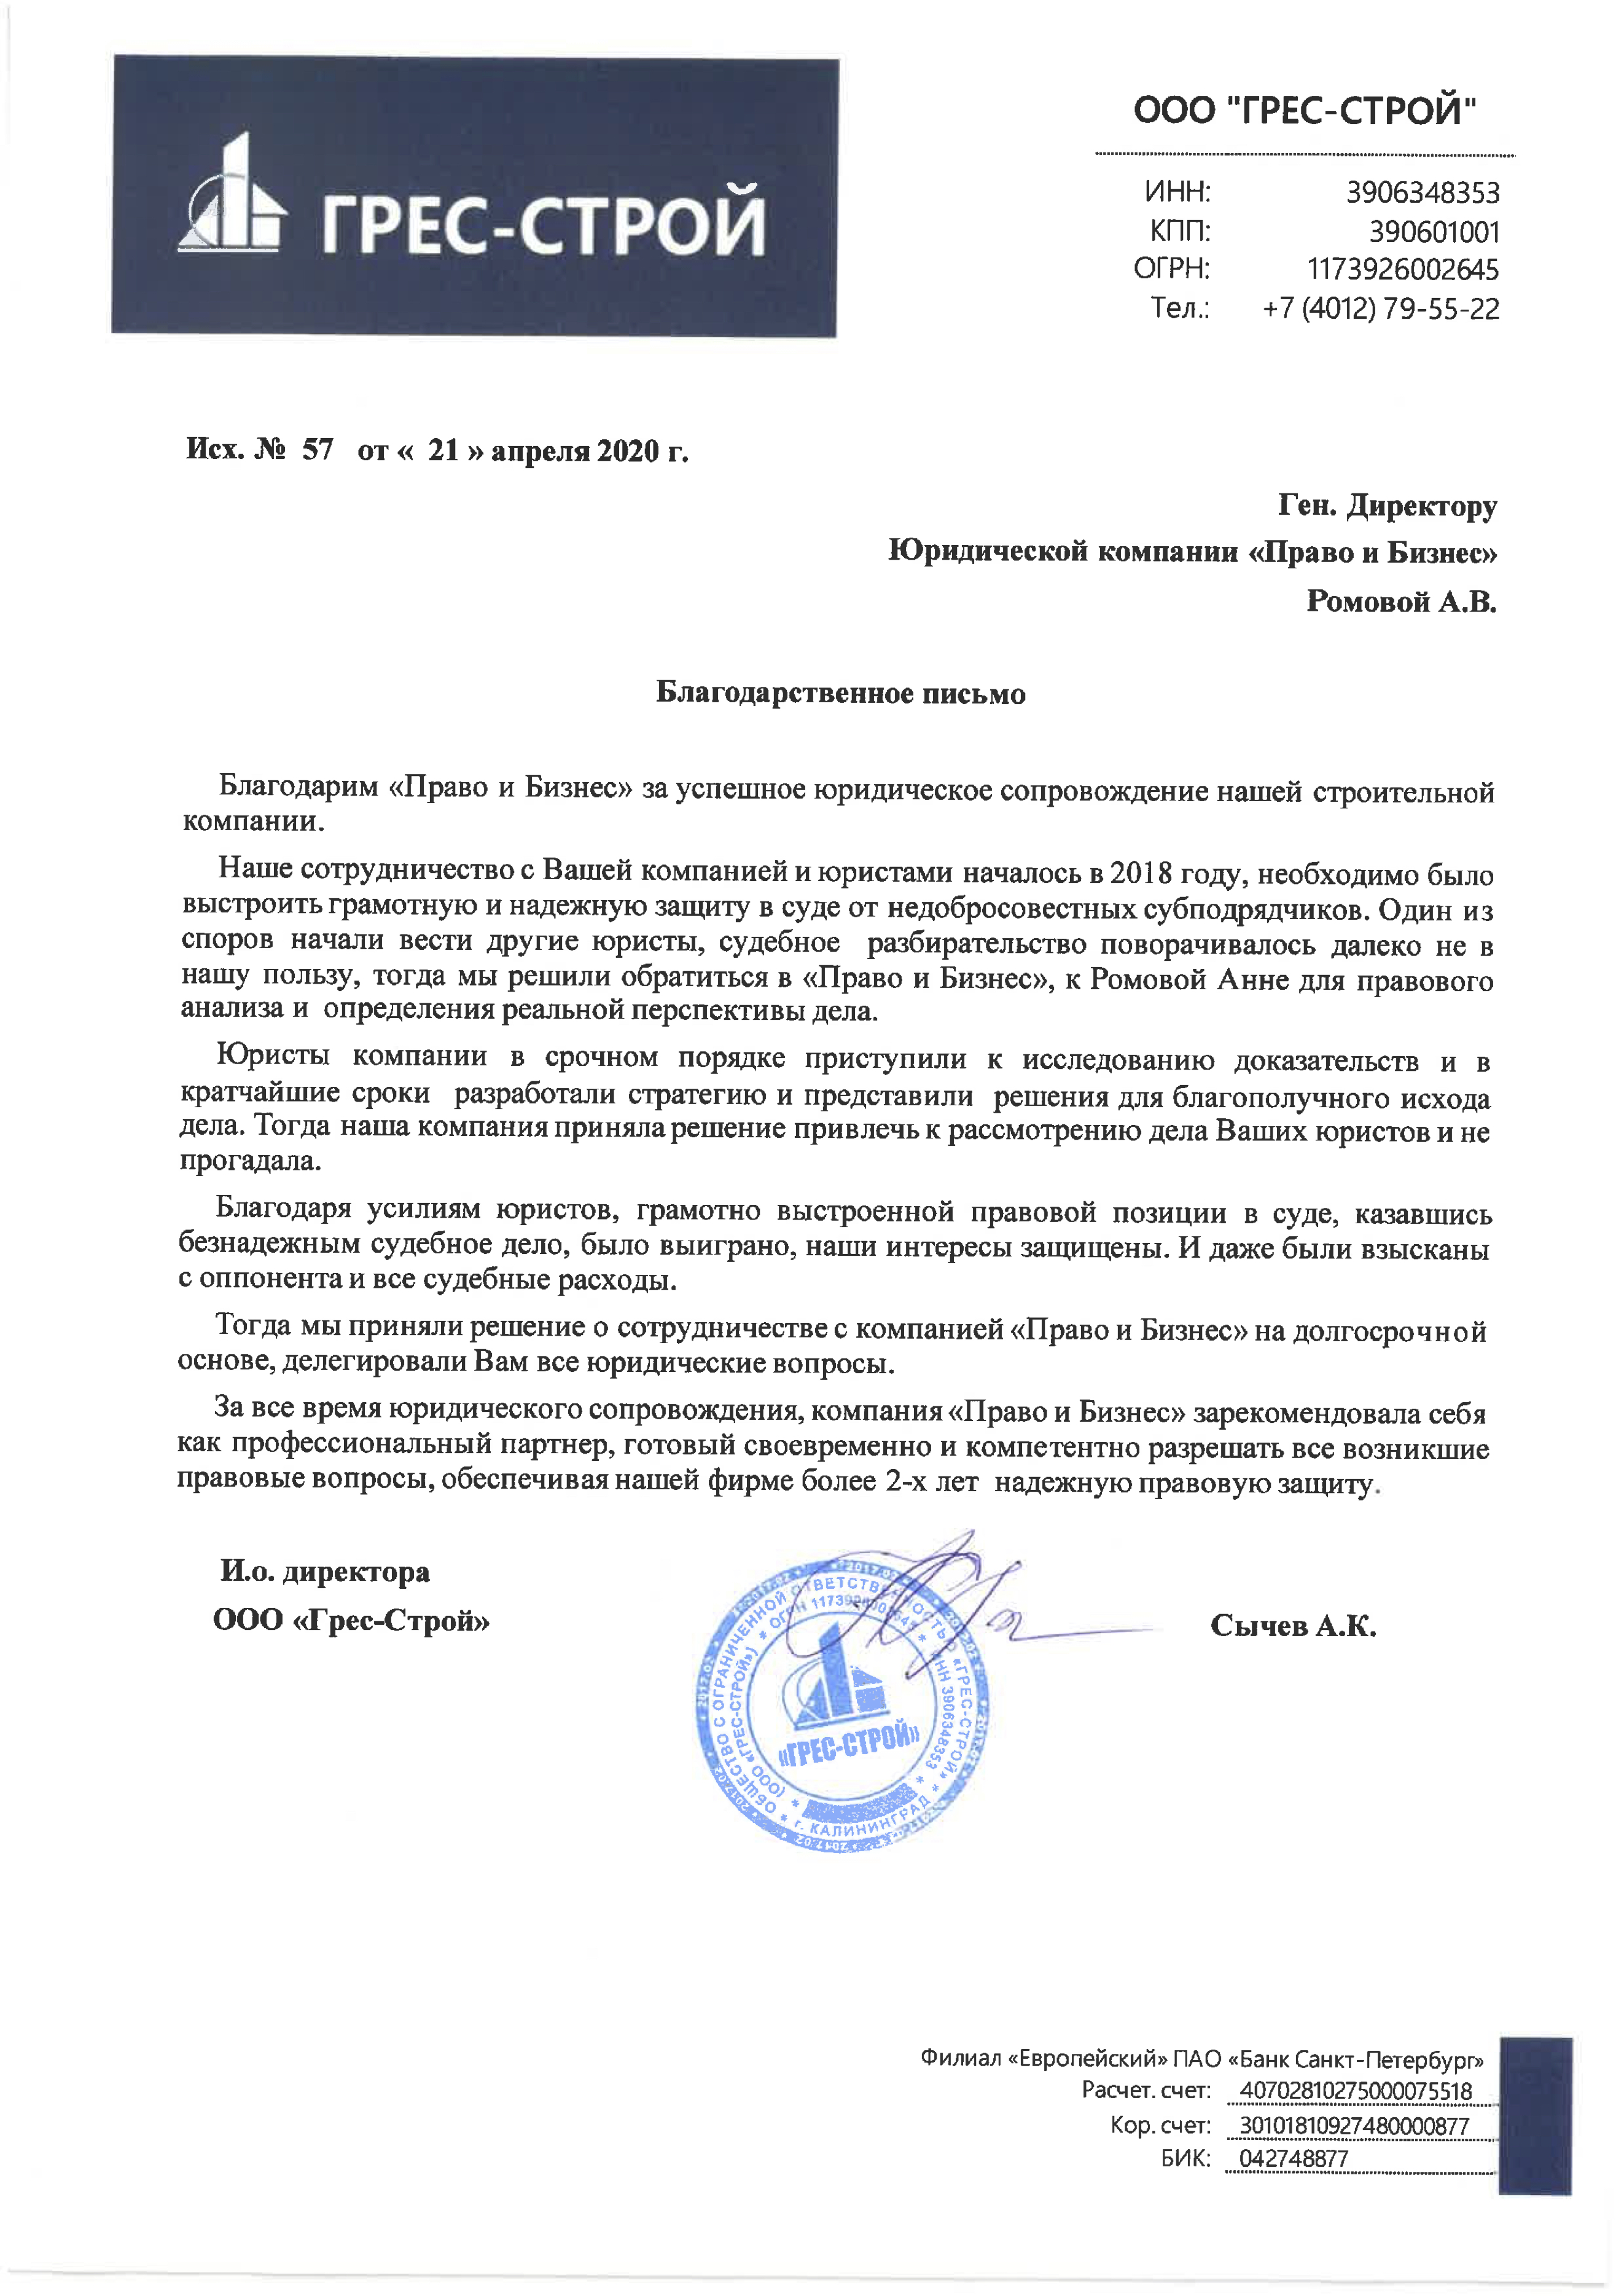 ГРЕС-СТРОЙ
ООО "ГРЕС-СТРОЙ"
ИНН: 3906348353
КПП: 390601001
ОГРН: 1173926002645
Тел.: +7 (4012) 79-55-22
Исх. № 57 от « 21 » апреля 2020 г.
Ген. Директору
Юридической компании «Право и Бизнес»
Ромовой А.В.
Благодарственное письмо
Благодарим «Право и Бизнес» за успешное юридическое сопровождение нашей строительной
компании.
Наше сотрудничество с Вашей компанией и юристами началось в 2018 году, необходимо было
выстроить грамотную и надежную защиту в суде от недобросовестных субподрядчиков. Один из
споров начали вести другие юристы, судебное разбирательство поворачивалось далеко не в
нашу пользу, тогда мы решили обратиться в «Право и Бизнес», к Ромовой Анне для правового
анализа и определения реальной перспективы дела.
Юристы компании в срочном порядке приступили к исследованию доказательств и в
кратчайшие сроки разработали стратегию и представили решения для благополучного исхода
дела. Тогда наша компания приняла решение привлечь к рассмотрению дела Ваших юристов и не
прогадала.
Благодаря усилиям юристов, грамотно выстроенной правовой позиции в суде, казавшись
безнадежным судебное дело, было выиграно, наши интересы защищены. И даже были взысканы
с оппонента и все судебные расходы.
Тогда мы приняли решение о сотрудничестве с компанией «Право и Бизнес» на долгосрочной
основе, делегировали Вам все юридические вопросы.
За все время юридического сопровождения, компания «Право и Бизнес» зарекомендовала себя
как профессиональный партнер, готовый своевременно и компетентно разрешать все возникшие
правовые вопросы, обеспечивая нашей фирме более 2-х лет надежную правовую защиту.
И.о. директора
ООО «Грес-Строй»
Сычев А.К.
ОБЩЕСТВО С ОГРАНИЧЕННОЙ ОТВЕТСТВЕННОСТЬЮ «ГРЕС-СТРОЙ» * г. КАЛИНИНГРАД *
(ООО «ГРЕС-СТРОЙ») * ОГРН 1173926002645 * ИНН 3906348353 *
«ГРЕС-СТРОЙ»
Филиал «Европейский» ПАО «Банк Санкт-Петербург»
Расчет. счет: 40702810275000075518
Кор. счет: 30101810927480000877
БИК: 042748877